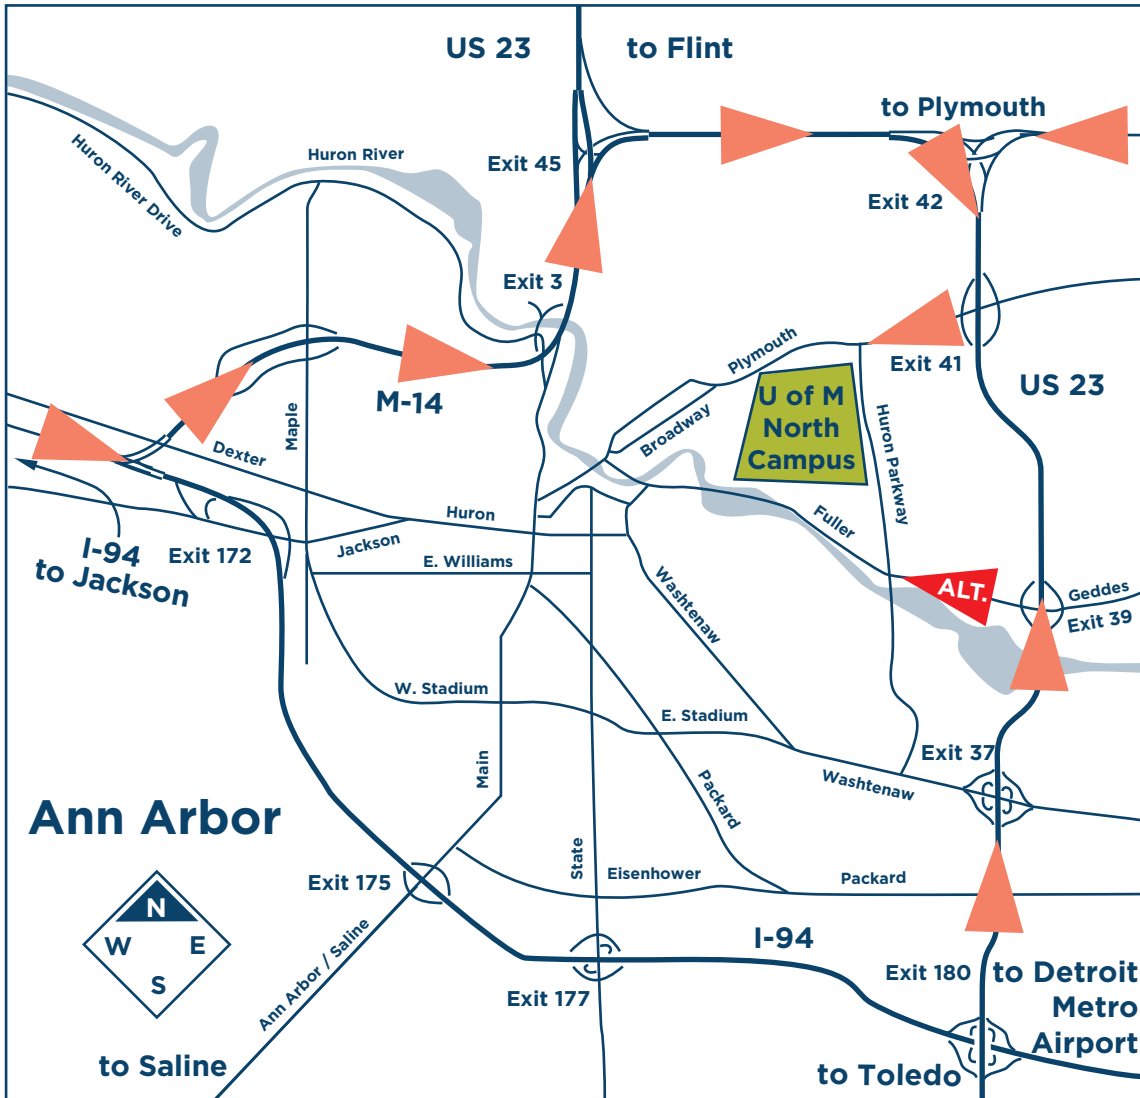 US 23
to Flint
to Plymouth
Huron River
Exit 45
Huron River Drive
Exit 42
Exit 3
Plymouth
Exit 41
US 23
M-14
U of M
North
Campus
Maple
Broadway
Huron Parkway
Dexter
Huron
Fuller
Jackson
I-94
to Jackson
Exit 172
E. Williams
Washtenaw
ALT.
Geddes
Exit 39
W. Stadium
E. Stadium
Exit 37
Main
Washtenaw
Packard
Ann Arbor
State
Exit 175
Eisenhower
Packard
N
W
E
S
Ann Arbor / Saline
I-94
Exit 177
Exit 180
to Detroit
Metro
Airport
to Saline
to Toledo